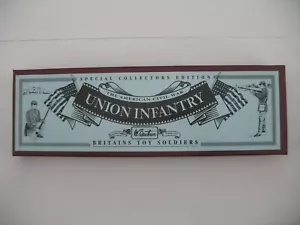 SPECIAL COLLECTORS EDITION
THE AMERICAN CIVIL WAR
UNION INFANTRY
W. Britain
BRITAINS TOY SOLDIERS